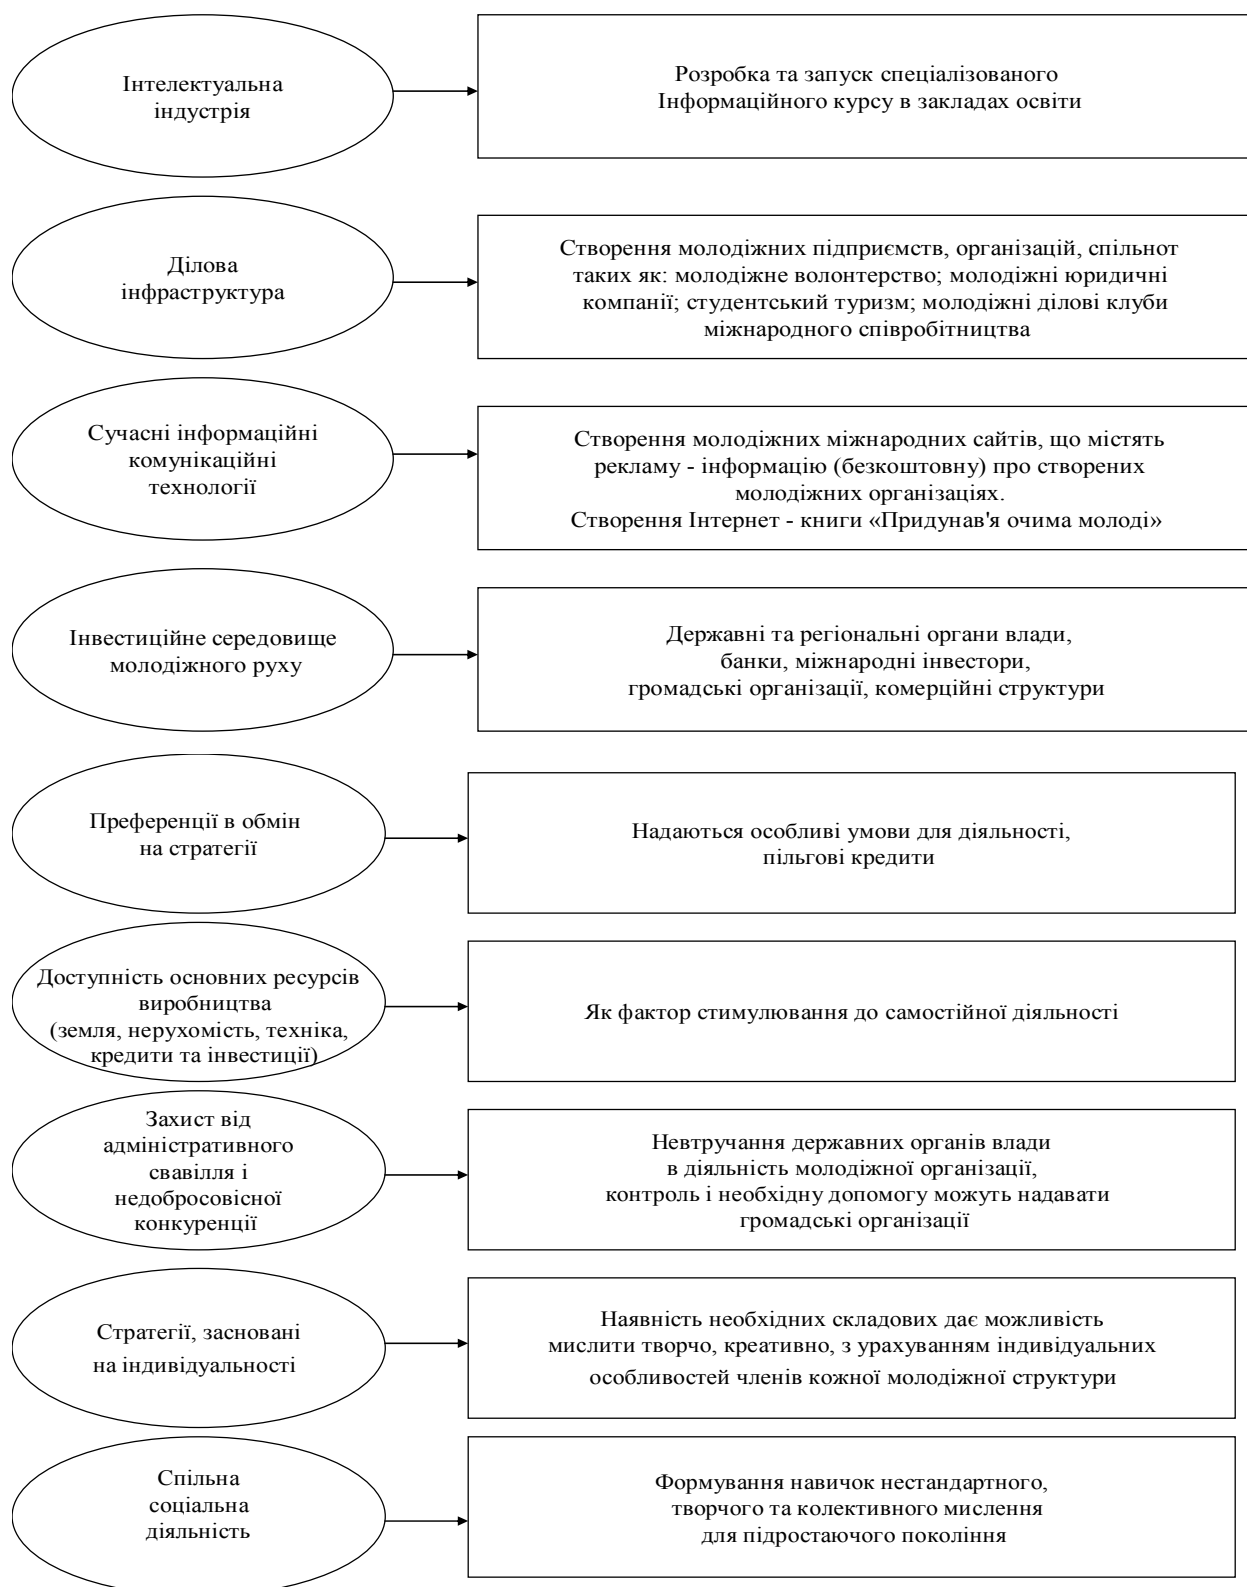 Інтелектуальна
індустрія
Розробка та запуск спеціалізованого
Інформаційного курсу в закладах освіти
Ділова
інфраструктура
Створення молодіжних підприємств, організацій, спільнот
таких як: молодіжне волонтерство; молодіжні юридичні
компанії; студентський туризм; молодіжні ділові клуби
міжнародного співробітництва
Сучасні інформаційні
комунікаційні
технології
Створення молодіжних міжнародних сайтів, що містять
рекламу - інформацію (безкоштовну) про створених
молодіжних організаціях.
Створення Інтернет - книги «Придунав'я очима молоді»
Інвестиційне середовище
молодіжного руху
Державні та регіональні органи влади,
банки, міжнародні інвестори,
громадські організації, комерційні структури
Преференції в обмін
на стратегії
Надаються особливі умови для діяльності,
пільгові кредити
Доступність основних ресурсів
виробництва
(земля, нерухомість, техніка,
кредити та інвестиції)
Як фактор стимулювання до самостійної діяльності
Захист від
адміністративного
свавілля і
недобросовісної
конкуренції
Невтручання державних органів влади
в діяльність молодіжної організації,
контроль і необхідну допомогу можуть надавати
громадські організації
Стратегії, засновані
на індивідуальності
Наявність необхідних складових дає можливість
мислити творчо, креативно, з урахуванням індивідуальних
особливостей членів кожної молодіжної структури
Спільна
соціальна
діяльність
Формування навичок нестандартного,
творчого та колективного мислення
для підростаючого покоління